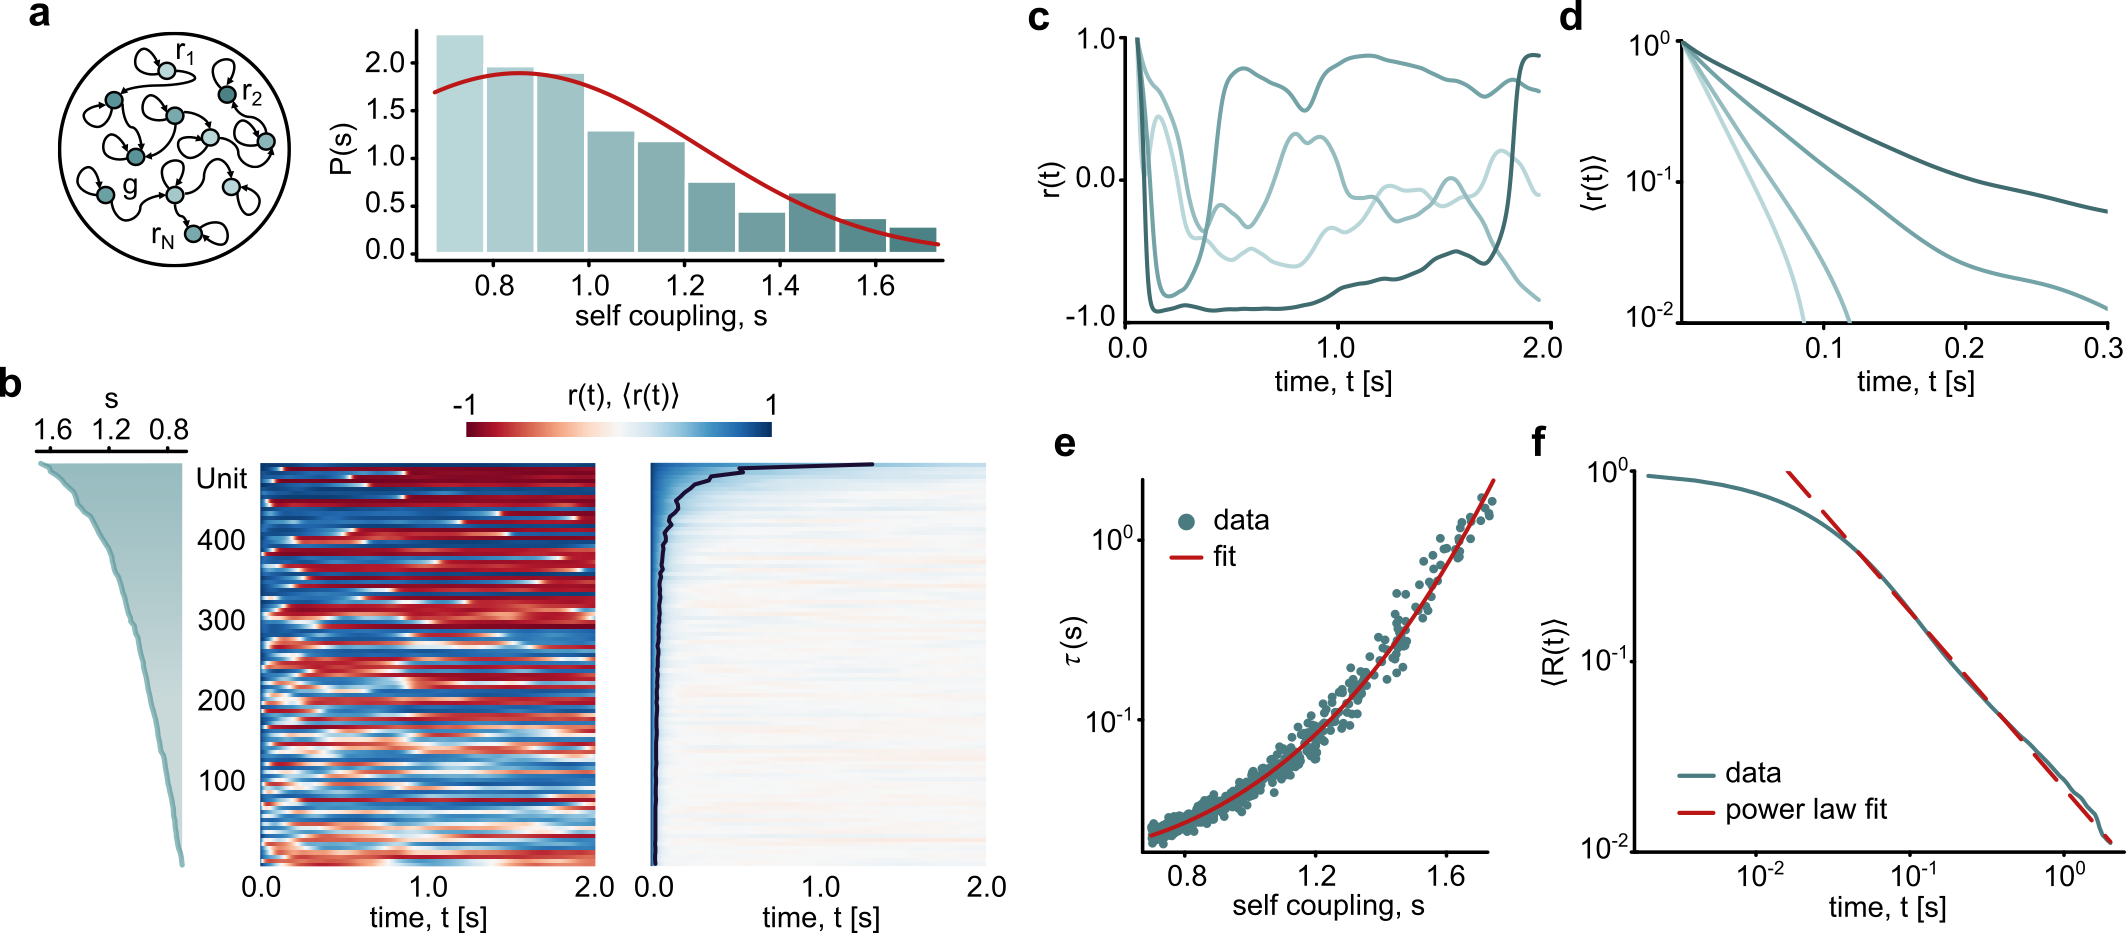 a
r1
r2
g
rN
P(s)
2.0
1.5
1.0
0.5
0.0
0.8 1.0 1.2 1.4 1.6
self coupling, s
b
s
1.6 1.2 0.8
r(t), ⟨r(t)⟩
-1 1
Unit
400
300
200
100
0.0 1.0 2.0
time, t [s]
0.0 1.0 2.0
time, t [s]
c
r(t)
1.0
0.0
-1.0
0.0 1.0 2.0
time, t [s]
d
⟨r(t)⟩
10^0
10^-1
10^-2
0.1 0.2 0.3
time, t [s]
e
data
fit
τ(s)
10^0
10^-1
0.8 1.2 1.6
self coupling, s
f
⟨R(t)⟩
10^0
10^-1
10^-2
data
power law fit
10^-2 10^-1 10^0
time, t [s]